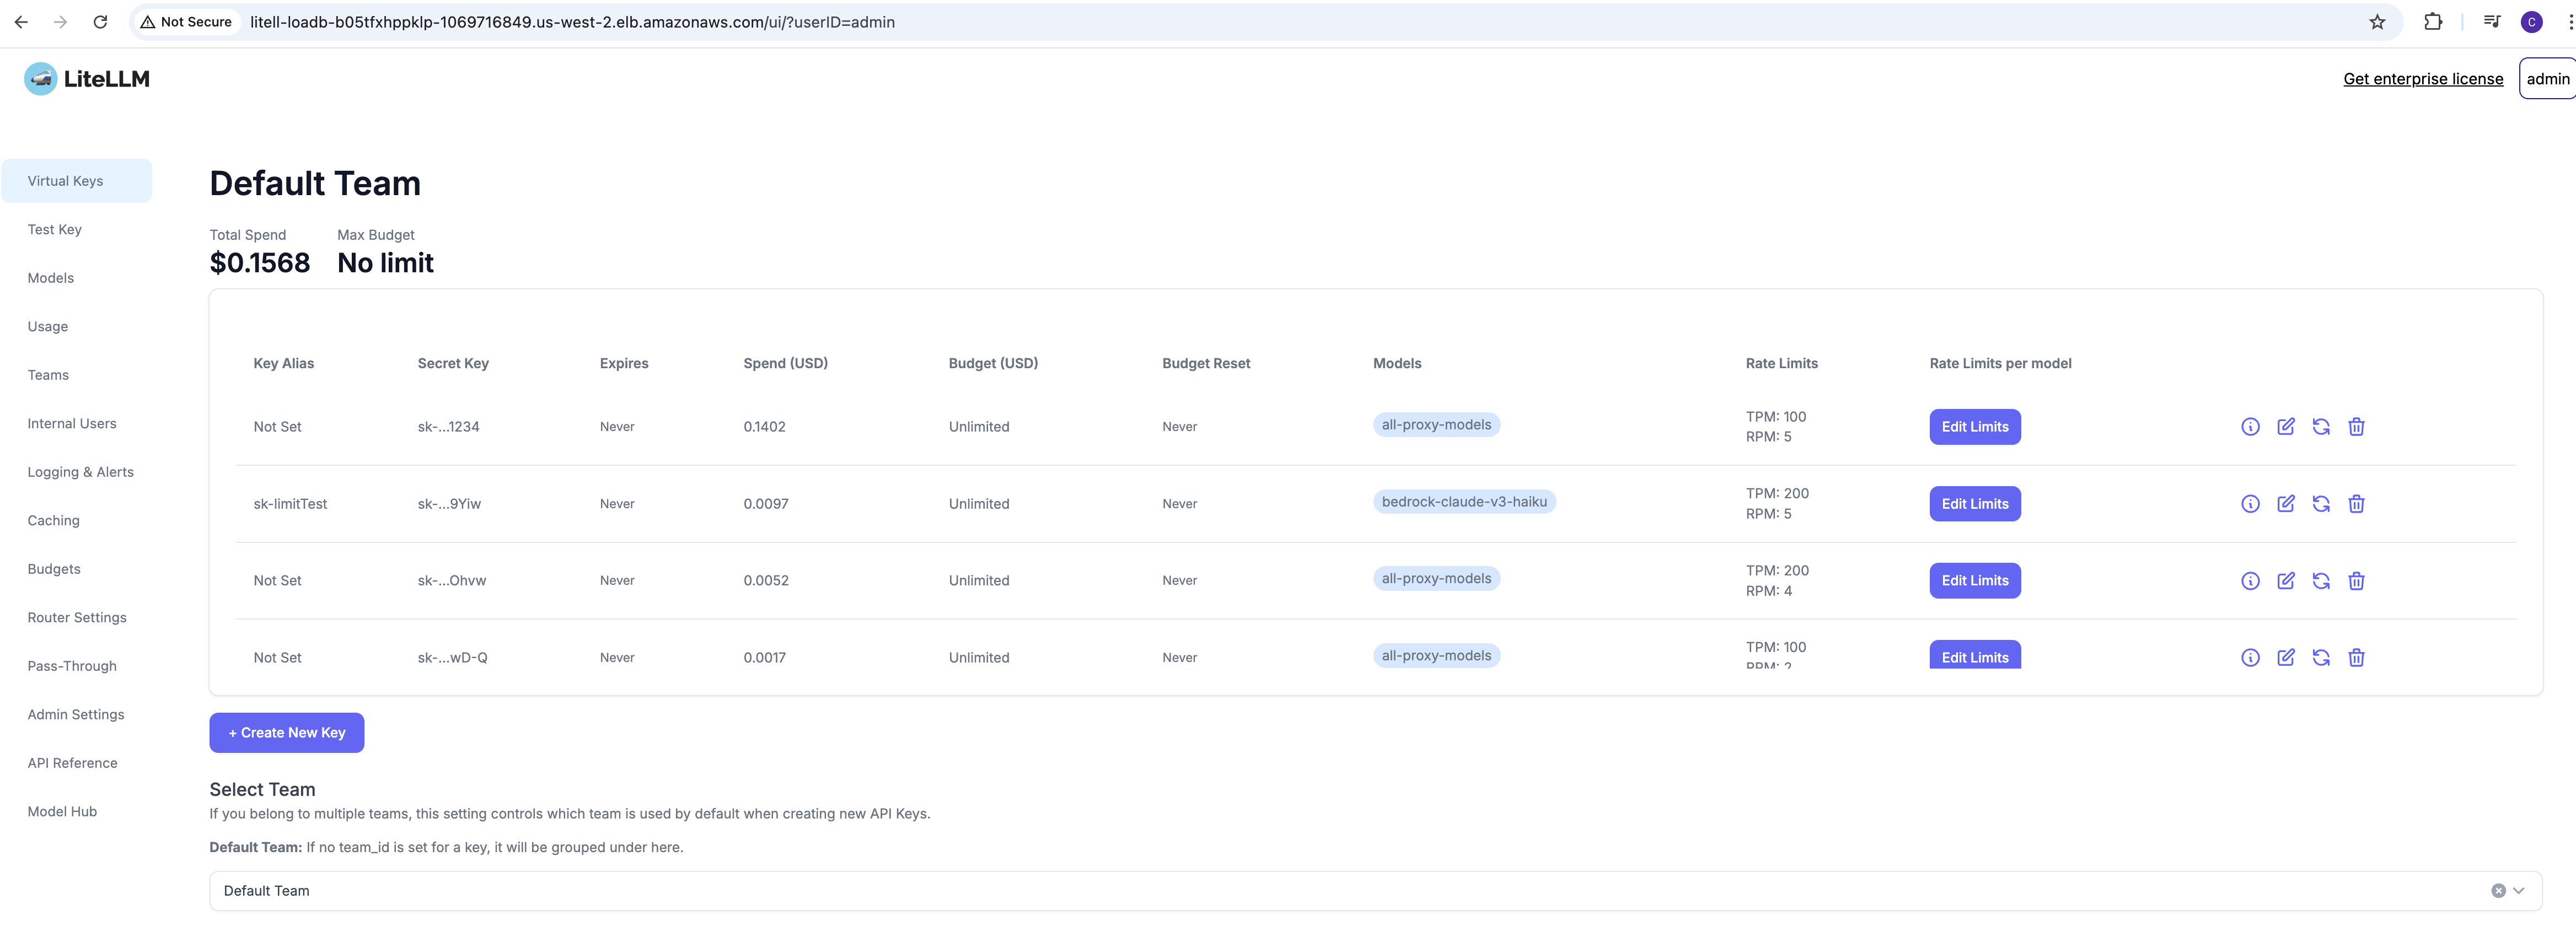 Not Secure litell-loadb-b05tfxhppklp-1069716849.us-west-2.elb.amazonaws.com/ui/?userID=admin C
LiteLLM Get enterprise license admin
Virtual Keys
Test Key
Models
Usage
Teams
Internal Users
Logging & Alerts
Caching
Budgets
Router Settings
Pass-Through
Admin Settings
API Reference
Model Hub
Default Team
Total Spend Max Budget
$0.1568 No limit
Key Alias Secret Key Expires Spend (USD) Budget (USD) Budget Reset Models Rate Limits Rate Limits per model
Not Set sk-...1234 Never 0.1402 Unlimited Never all-proxy-models TPM: 100 RPM: 5 Edit Limits
sk-limitTest sk-...9Yiw Never 0.0097 Unlimited Never bedrock-claude-v3-haiku TPM: 200 RPM: 5 Edit Limits
Not Set sk-...Ohvw Never 0.0052 Unlimited Never all-proxy-models TPM: 200 RPM: 4 Edit Limits
Not Set sk-...wD-Q Never 0.0017 Unlimited Never all-proxy-models TPM: 100 RPM: 2 Edit Limits
+ Create New Key
Select Team
If you belong to multiple teams, this setting controls which team is used by default when creating new API Keys.
Default Team: If no team_id is set for a key, it will be grouped under here.
Default Team